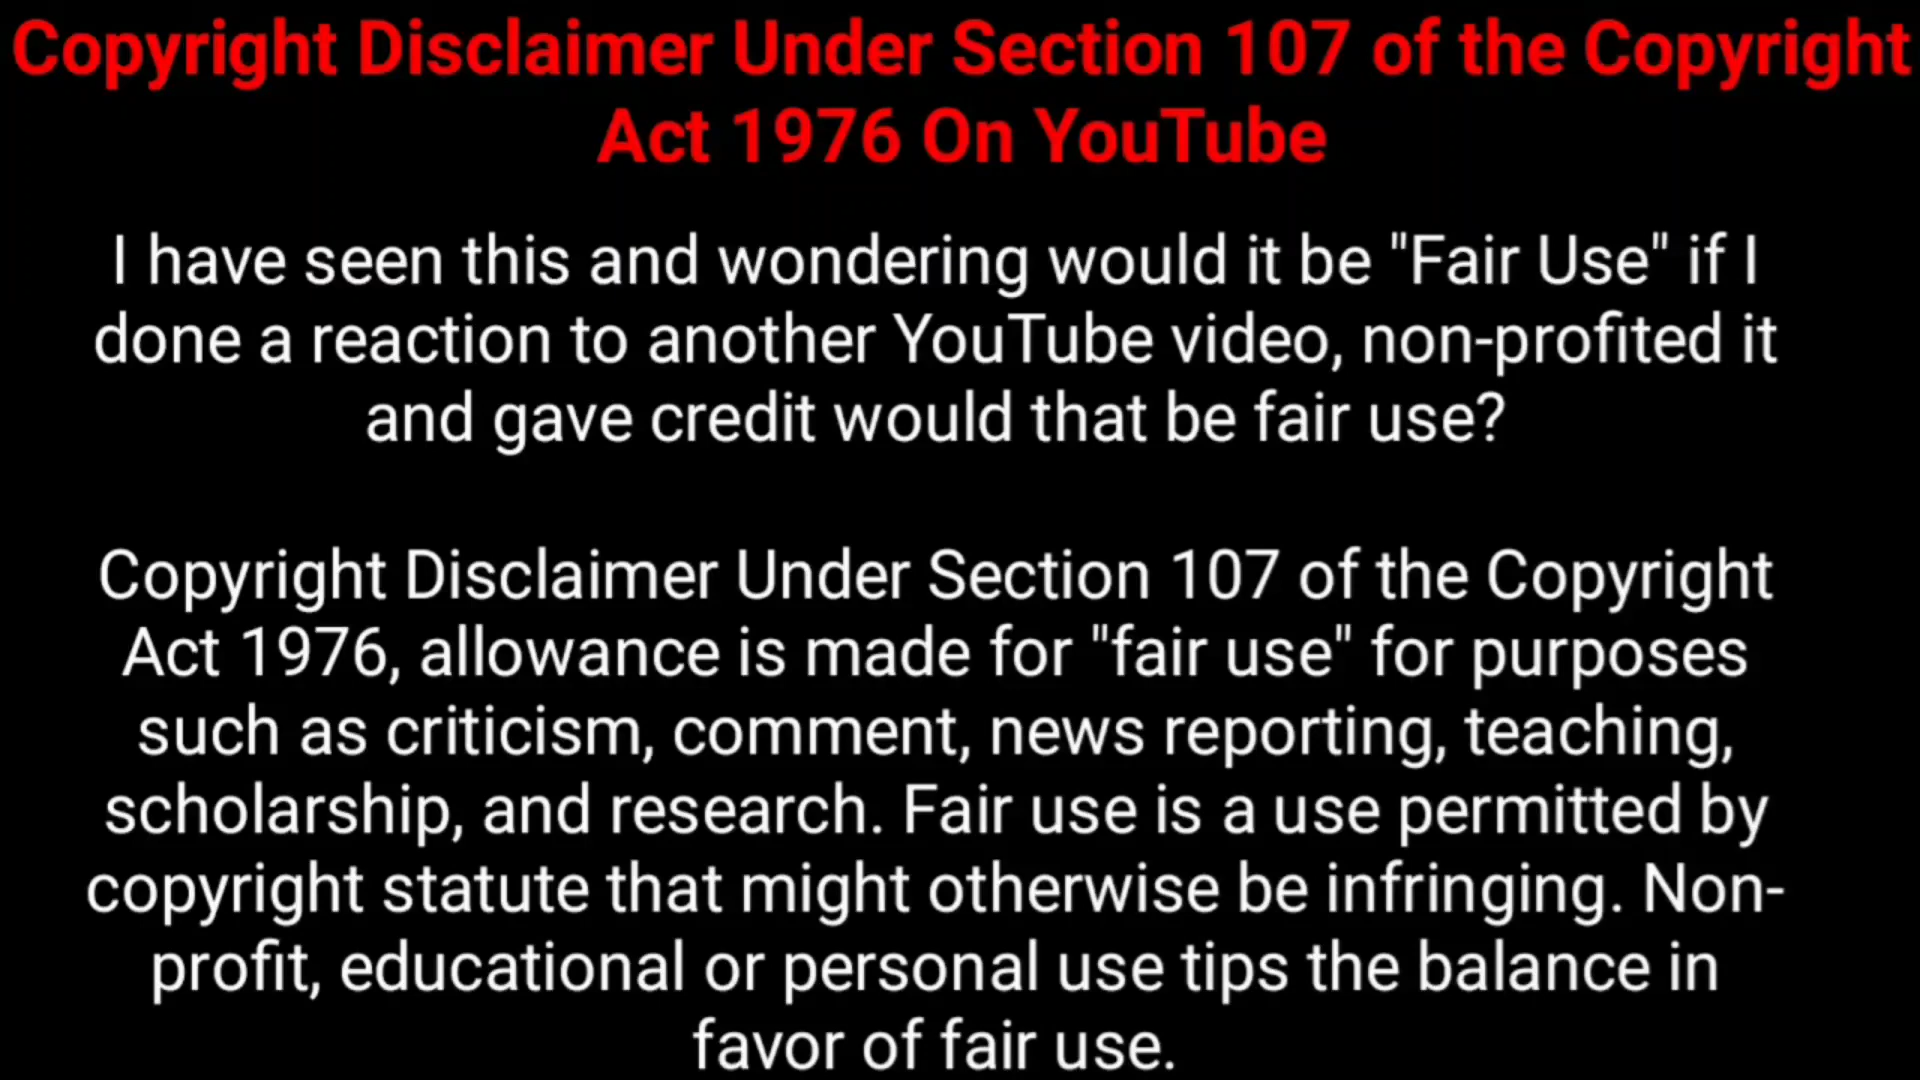 Copyright Disclaimer Under Section 107 of the Copyright
Act 1976 On YouTube
I have seen this and wondering would it be "Fair Use" if I
done a reaction to another YouTube video, non-profited it
and gave credit would that be fair use?
Copyright Disclaimer Under Section 107 of the Copyright
Act 1976, allowance is made for "fair use" for purposes
such as criticism, comment, news reporting, teaching,
scholarship, and research. Fair use is a use permitted by
copyright statute that might otherwise be infringing. Non-
profit, educational or personal use tips the balance in
favor of fair use.